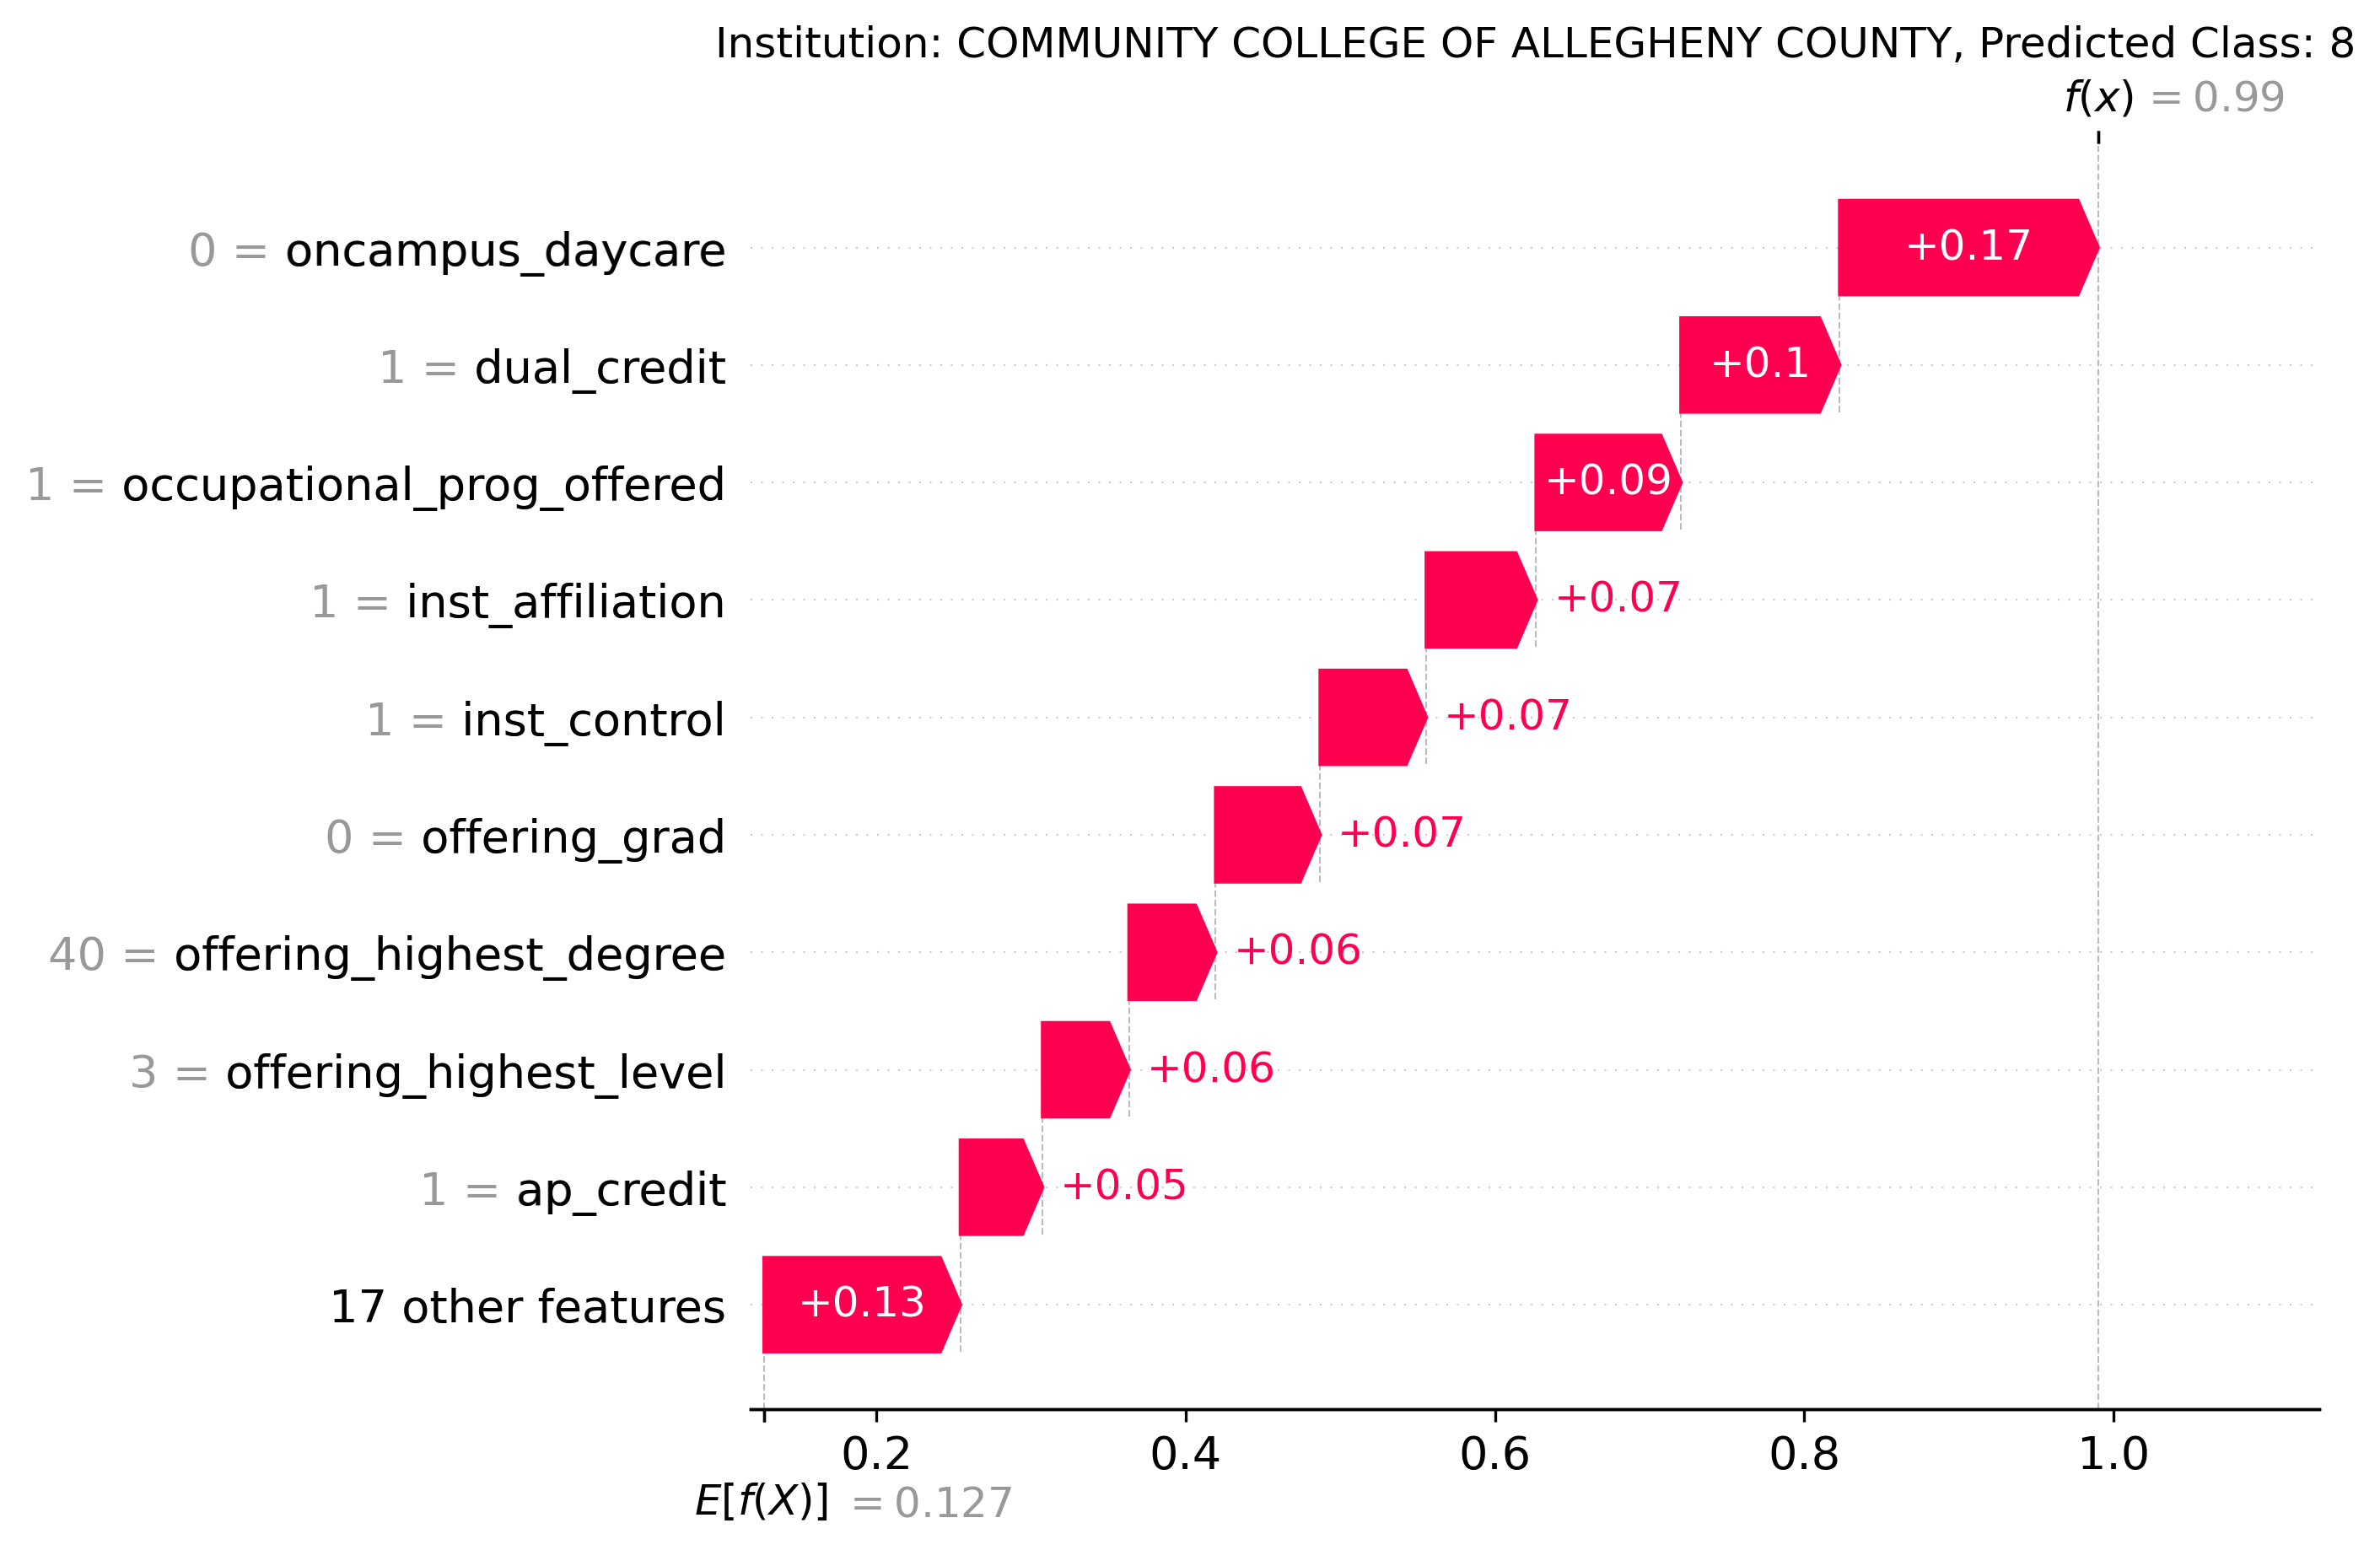 Institution: COMMUNITY COLLEGE OF ALLEGHENY COUNTY, Predicted Class: 8
f(x) = 0.99
0 = oncampus_daycare +0.17
1 = dual_credit +0.1
1 = occupational_prog_offered +0.09
1 = inst_affiliation +0.07
1 = inst_control +0.07
0 = offering_grad +0.07
40 = offering_highest_degree +0.06
3 = offering_highest_level +0.06
1 = ap_credit +0.05
17 other features +0.13
0.2 0.4 0.6 0.8 1.0
E[f(X)] = 0.127